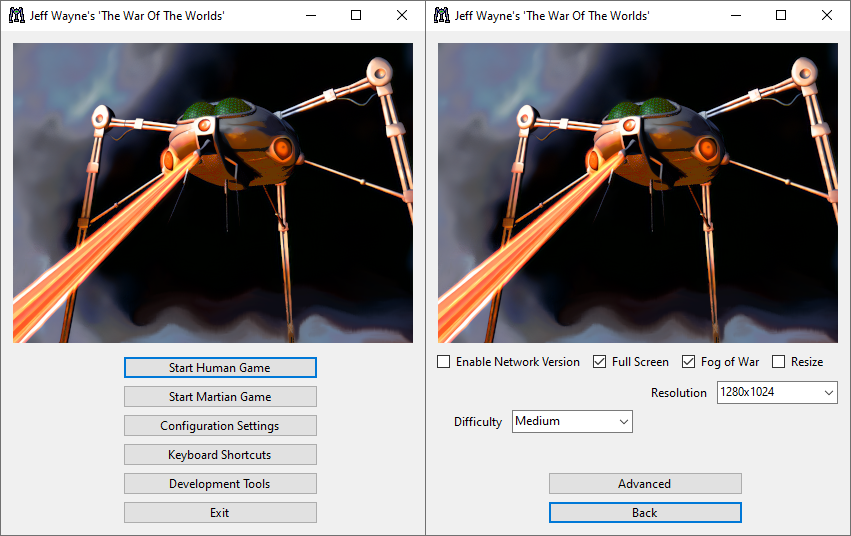 Jeff Wayne's 'The War Of The Worlds'
Start Human Game
Start Martian Game
Configuration Settings
Keyboard Shortcuts
Development Tools
Exit
Jeff Wayne's 'The War Of The Worlds'
Enable Network Version Full Screen Fog of War Resize
Resolution 1280x1024
Difficulty Medium
Advanced
Back